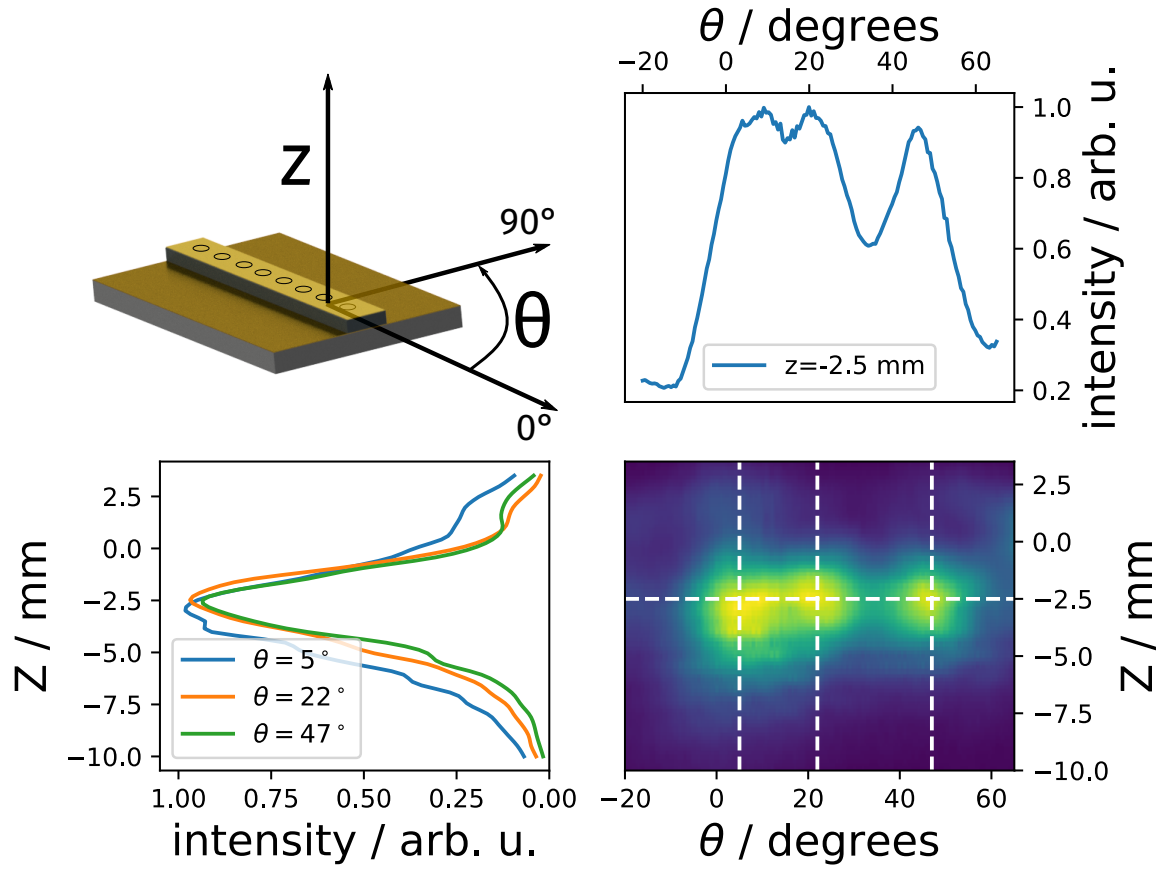 Z
90°
θ
0°
θ / degrees
−20 0 20 40 60
1.0
0.8
0.6
0.4
0.2
intensity / arb. u.
z=-2.5 mm
2.5
0.0
−2.5
−5.0
−7.5
−10.0
Z / mm
θ = 5°
θ = 22°
θ = 47°
1.00 0.75 0.50 0.25 0.00
intensity / arb. u.
2.5
0.0
−2.5
−5.0
−7.5
−10.0
Z / mm
−20 0 20 40 60
θ / degrees